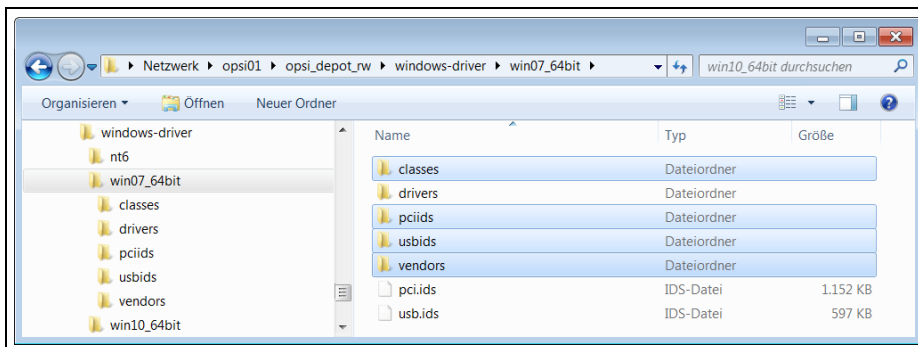 Netzwerk opsi01 opsi_depot_rw windows-driver win07_64bit win10_64bit durchsuchen
Organisieren Öffnen Neuer Ordner
windows-driver
nt6
win07_64bit
classes
drivers
pciids
usbids
vendors
win10_64bit
Name Typ Größe
classes Dateiordner
drivers Dateiordner
pciids Dateiordner
usbids Dateiordner
vendors Dateiordner
pci.ids IDS-Datei 1.152 KB
usb.ids IDS-Datei 597 KB